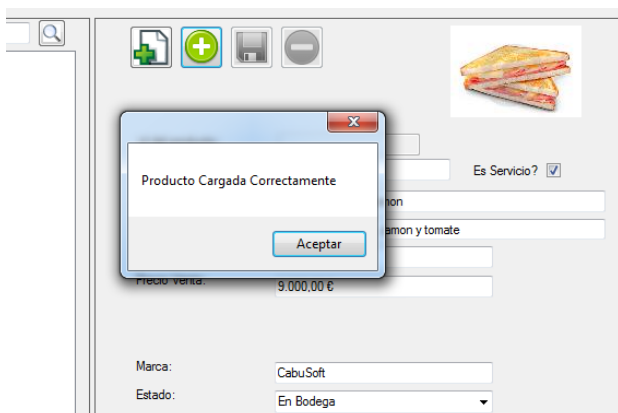 Es Servicio? 
Producto Cargada Correctamente
mon
amon y tomate
Aceptar
Precio Venta:
9.000,00 €
Marca:
CabuSoft
Estado:
En Bodega